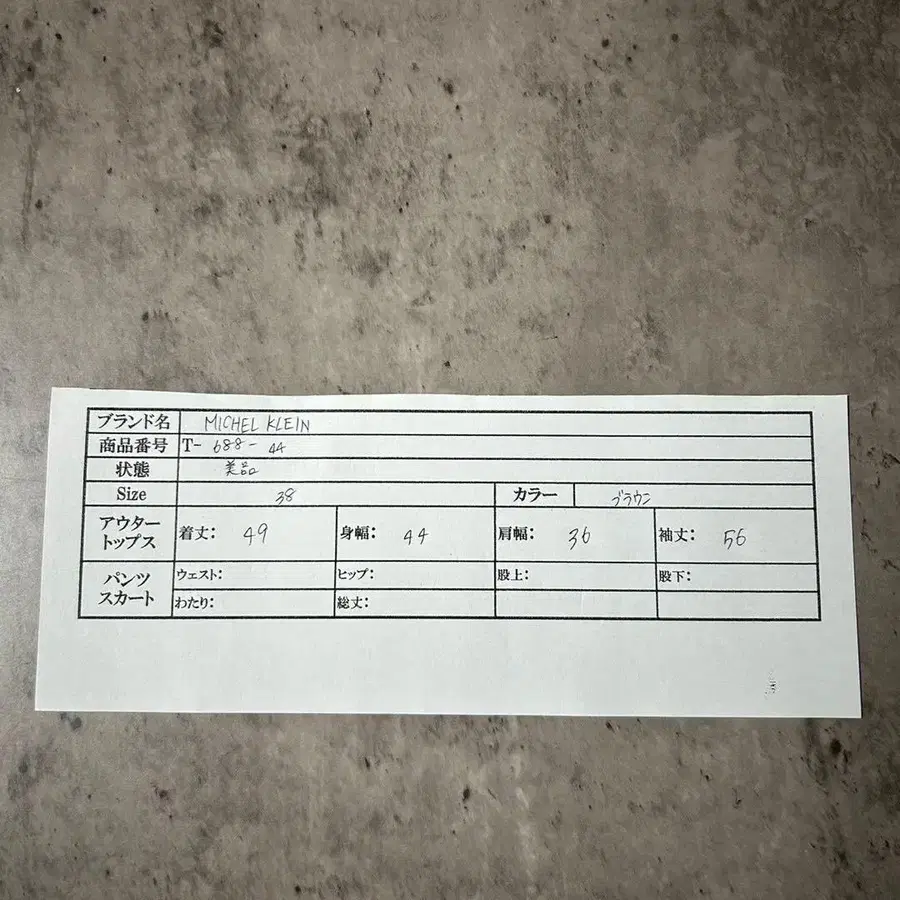 ブランド名 MICHEL KLEIN
商品番号 T- 688- 44
状態 美品
Size 38 カラー ブラウン
アウター トップス 着丈: 49 身幅: 44 肩幅: 36 袖丈: 56
パンツ スカート ウェスト: ヒップ: 股上: 股下:
わたり: 総丈: